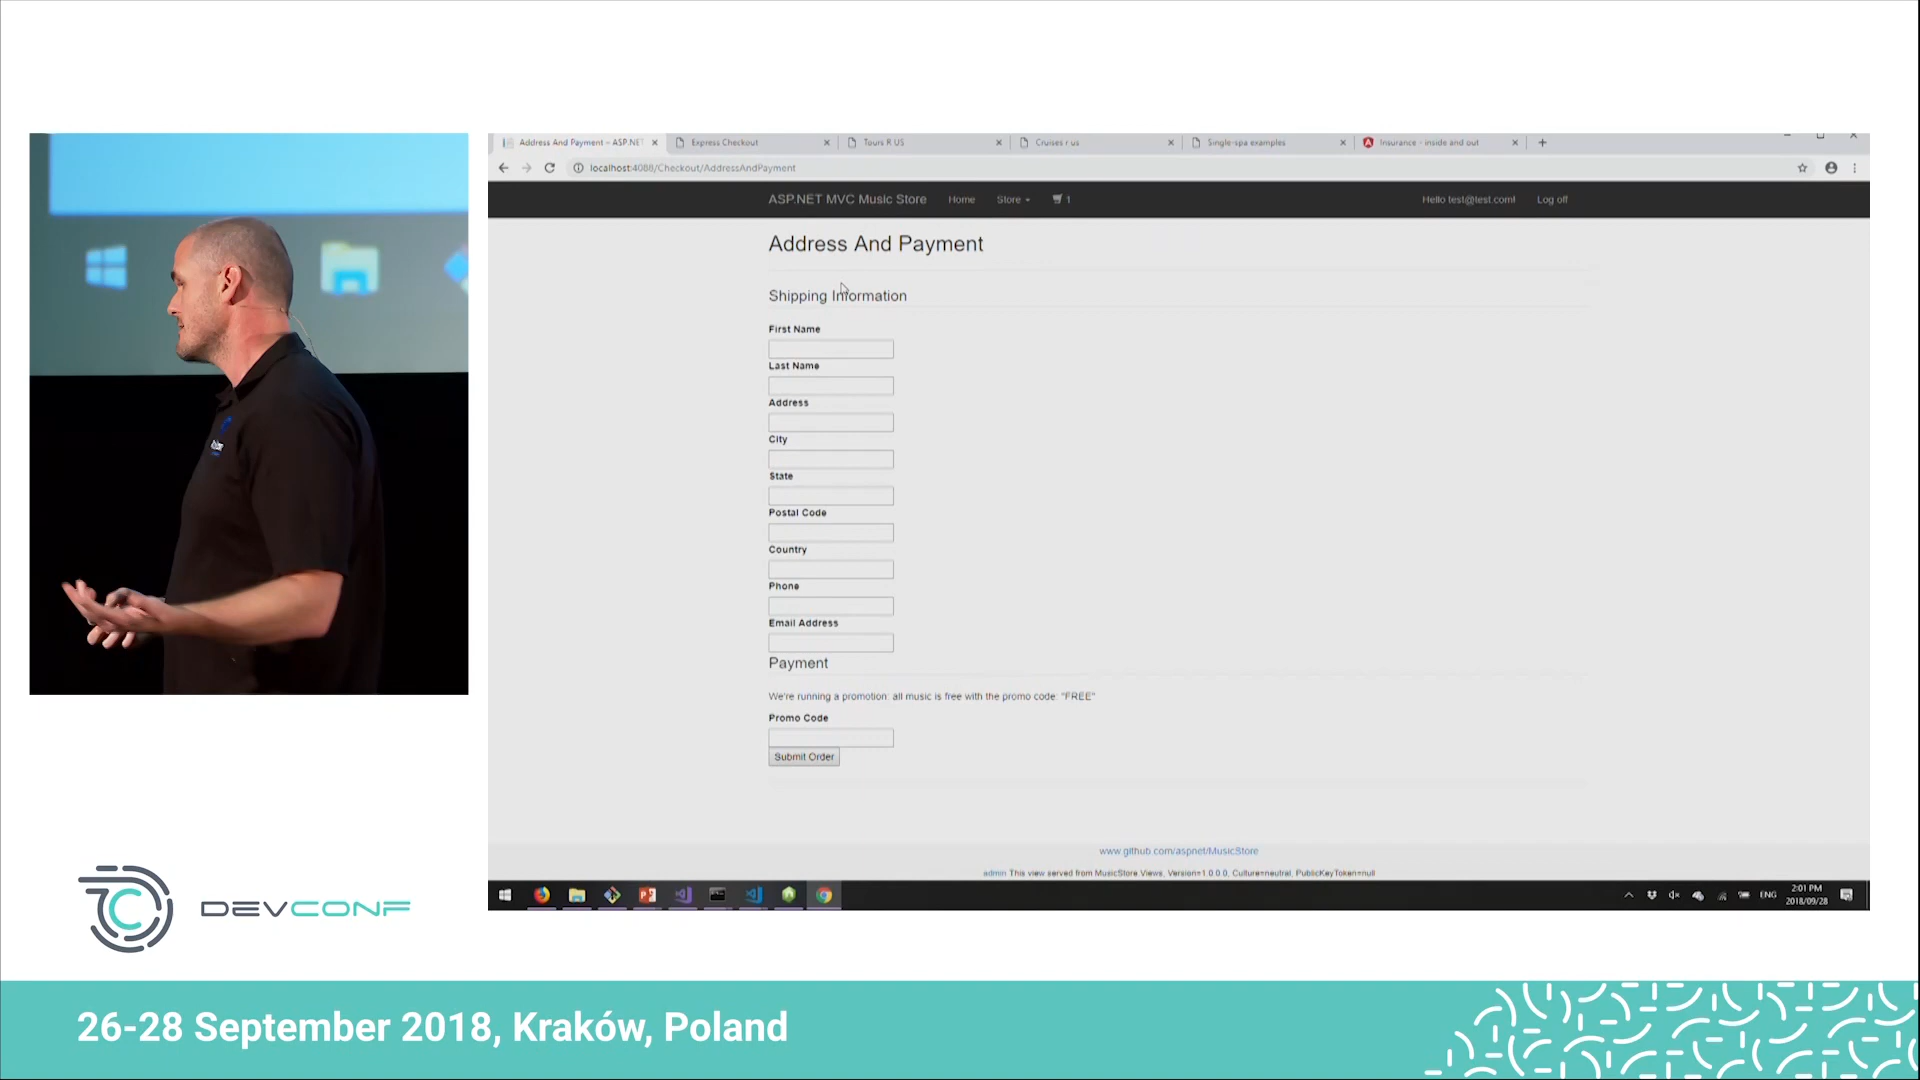 Address And Payment – ASP.NET
Express Checkout
Tours R US
Cruises r us
Single-spa examples
Insurance - inside and out
localhost:4088/Checkout/AddressAndPayment
ASP.NET MVC Music Store
Home
Store
1
Hello test@test.com!
Log off
Address And Payment
Shipping Information
First Name
Last Name
Address
City
State
Postal Code
Country
Phone
Email Address
Payment
We're running a promotion: all music is free with the promo code: "FREE"
Promo Code
Submit Order
www.github.com/aspnet/MusicStore
admin This view served from MusicStore.Views, Version=1.0.0.0, Culture=neutral, PublicKeyToken=null
ENG
2:01 PM
2018/09/28
DEVCONF
26-28 September 2018, Kraków, Poland